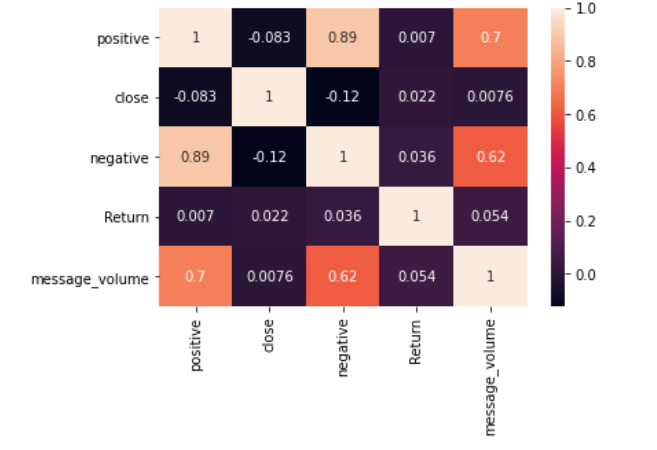 positive 1 -0.083 0.89 0.007 0.7
close -0.083 1 -0.12 0.022 0.0076
negative 0.89 -0.12 1 0.036 0.62
Return 0.007 0.022 0.036 1 0.054
message_volume 0.7 0.0076 0.62 0.054 1
positive close negative Return message_volume
1.0
0.8
0.6
0.4
0.2
0.0